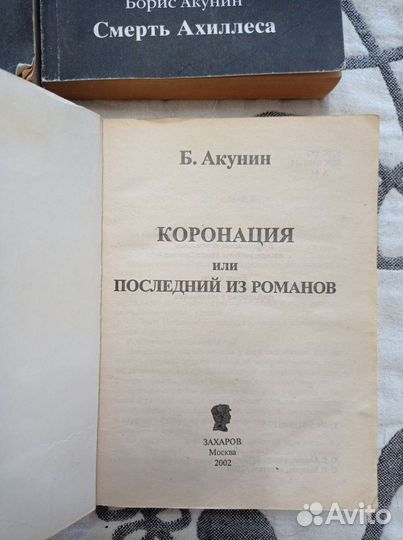 Борис Акунин
Смерть Ахиллеса
Б. Акунин
КОРОНАЦИЯ
или
ПОСЛЕДНИЙ ИЗ РОМАНОВ
ЗАХАРОВ
Москва
2002
Avito